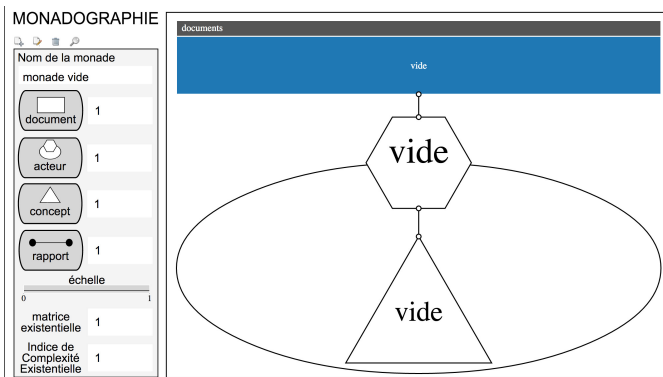 MONADOGRAPHIE
Nom de la monade
monade vide
document
1
acteur
1
concept
1
rapport
1
échelle
0 1
matrice
existentielle
1
Indice de
Complexité
Existentielle
1
documents
vide
vide
vide